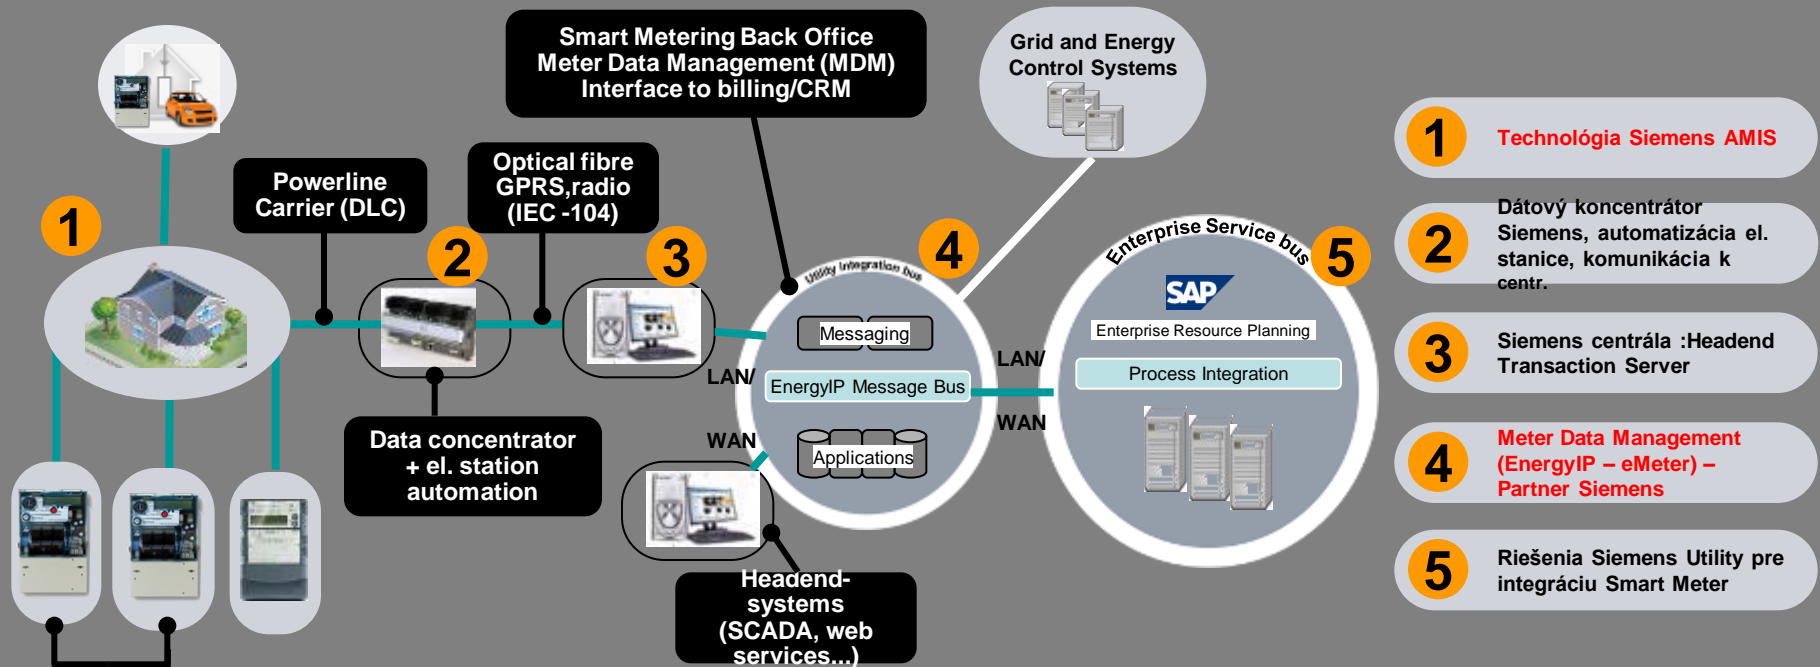 Smart Metering Back Office
Meter Data Management (MDM)
Interface to billing/CRM
Grid and Energy
Control Systems
Powerline
Carrier (DLC)
Optical fibre
GPRS,radio
(IEC -104)
1
2
3
4
5
Utility Integration bus
Messaging
EnergyIP Message Bus
Applications
LAN/
WAN
LAN/
WAN
Enterprise Service bus
SAP
Enterprise Resource Planning
Process Integration
Data concentrator
+ el. station
automation
Headend-
systems
(SCADA, web
services...)
1
Technológia Siemens AMIS
2
Dátový koncentrátor
Siemens, automatizácia el.
stanice, komunikácia k
centr.
3
Siemens centrála :Headend
Transaction Server
4
Meter Data Management
(EnergyIP – eMeter) –
Partner Siemens
5
Riešenia Siemens Utility pre
integráciu Smart Meter